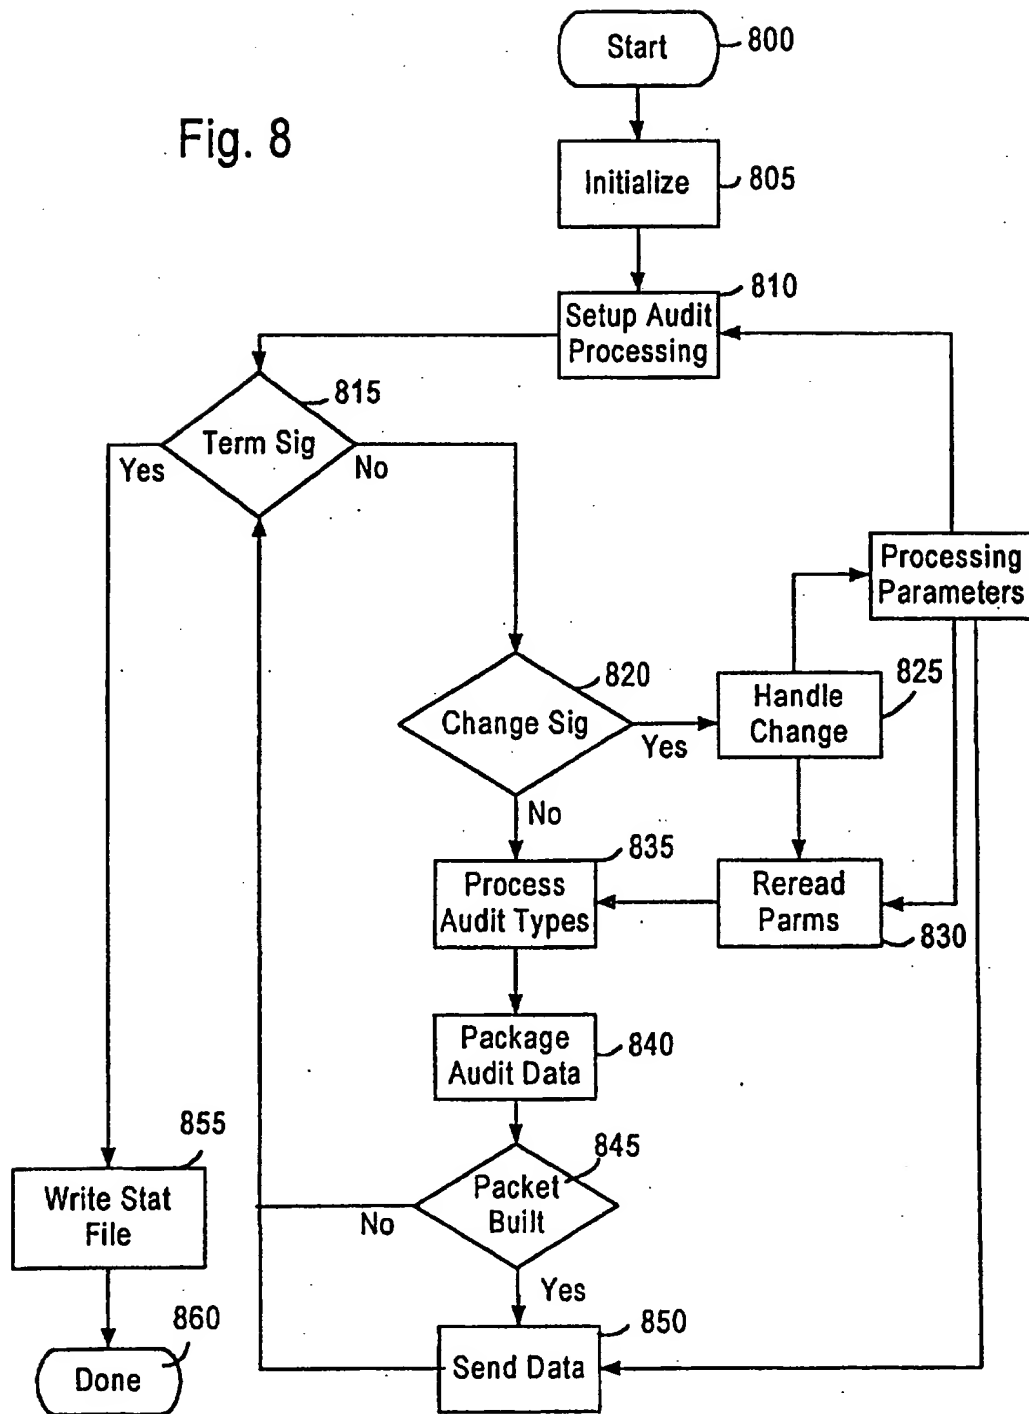 Start
800
Fig. 8
Initialize
805
810
Setup Audit
Processing
815
Term Sig
Yes
No
Processing
Parameters
820
Change Sig
Yes
No
825
Handle
Change
835
Process
Audit Types
Reread
Parms
830
Package
Audit Data
840
845
Packet
Built
No
Yes
855
Write Stat
File
850
Send Data
860
Done